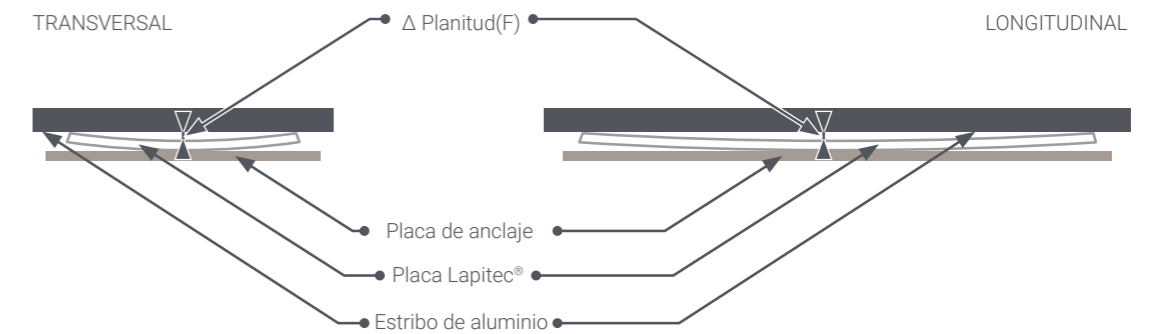 TRANSVERSAL
Δ Planitud(F)
LONGITUDINAL
Placa de anclaje
Placa Lapitec®
Estribo de aluminio